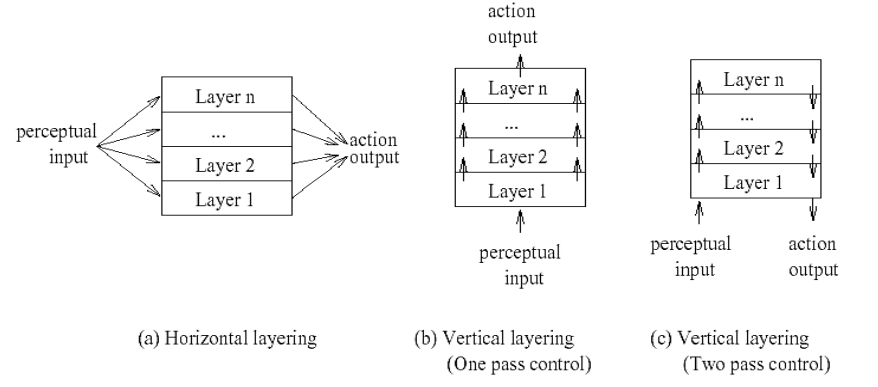 perceptual
input
Layer n
...
Layer 2
Layer 1
action
output
(a) Horizontal layering
action
output
Layer n
...
Layer 2
Layer 1
perceptual
input
(b) Vertical layering
(One pass control)
Layer n
...
Layer 2
Layer 1
perceptual
input
action
output
(c) Vertical layering
(Two pass control)